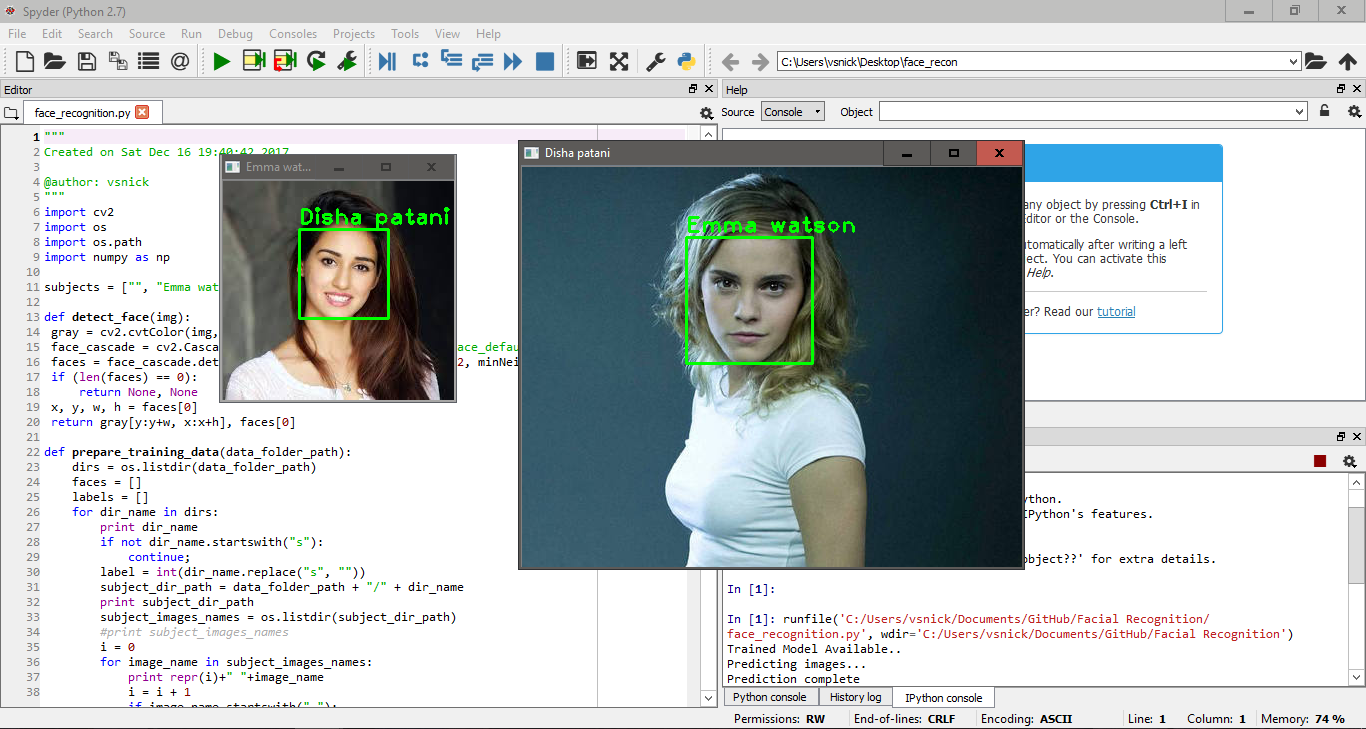 Spyder (Python 2.7)
File Edit Search Source Run Debug Consoles Projects Tools View Help
C:\Users\vsnick\Desktop\face_recon
Editor
face_recognition.py
1 """
2 Created on Sat Dec 16 19:40:42 2017
3
4 @author: vsnick
5 """
6 import cv2
7 import os
8 import os.path
9 import numpy as np
10
11 subjects = ["", "Emma wat
12
13 def detect_face(img):
14 gray = cv2.cvtColor(img,
15 face_cascade = cv2.Casca ace_defau
16 faces = face_cascade.det 2, minNei
17 if (len(faces) == 0):
18 return None, None
19 x, y, w, h = faces[0]
20 return gray[y:y+w, x:x+h], faces[0]
21
22 def prepare_training_data(data_folder_path):
23 dirs = os.listdir(data_folder_path)
24 faces = []
25 labels = []
26 for dir_name in dirs:
27 print dir_name
28 if not dir_name.startswith("s"):
29 continue;
30 label = int(dir_name.replace("s", ""))
31 subject_dir_path = data_folder_path + "/" + dir_name
32 print subject_dir_path
33 subject_images_names = os.listdir(subject_dir_path)
34 #print subject_images_names
35 i = 0
36 for image_name in subject_images_names:
37 print repr(i)+" "+image_name
38 i = i + 1
Emma wat...
Disha patani
Disha patani
Emma watson
Help
Source Console Object
any object by pressing Ctrl+I in
Editor or the Console.
utomatically after writing a left
ect. You can activate this
Help.
er? Read our tutorial
ython.
IPython's features.
object??' for extra details.
In [1]:
In [1]: runfile('C:/Users/vsnick/Documents/GitHub/Facial Recognition/
face_recognition.py', wdir='C:/Users/vsnick/Documents/GitHub/Facial Recognition')
Trained Model Available..
Predicting images...
Prediction complete
Python console History log IPython console
Permissions: RW End-of-lines: CRLF Encoding: ASCII Line: 1 Column: 1 Memory: 74 %